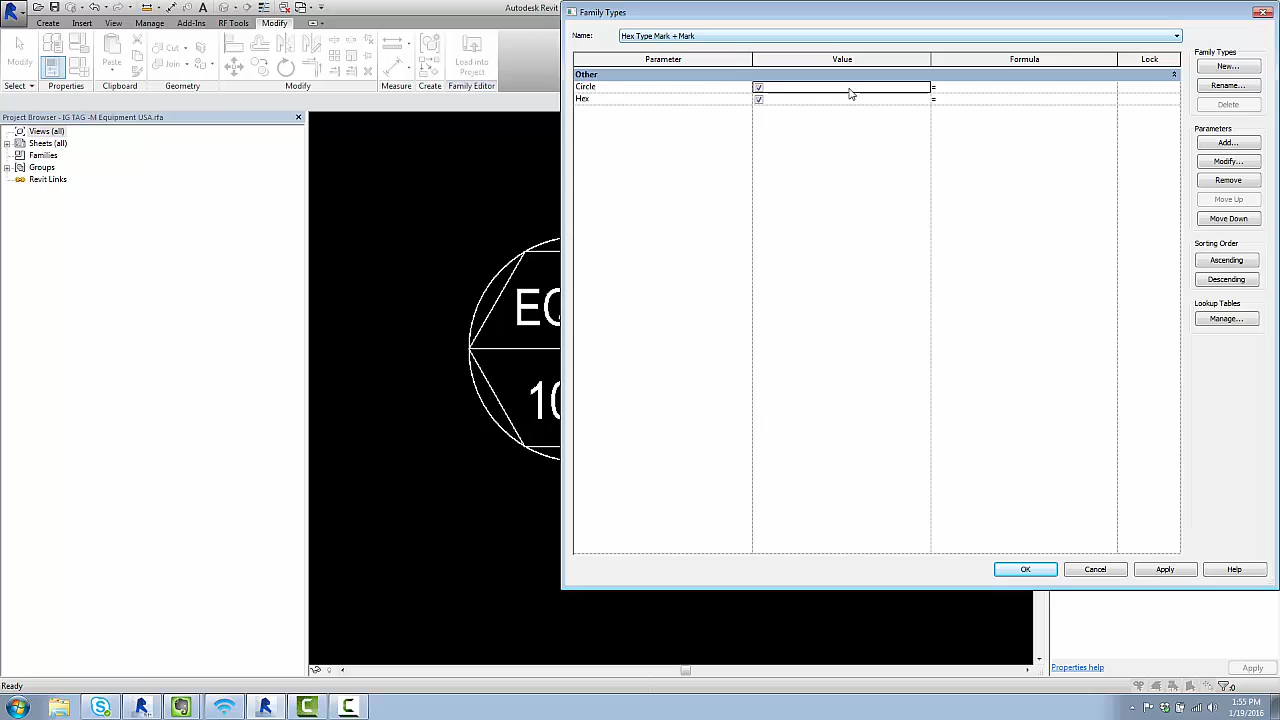 Autodesk Revit
Create Insert View Manage Add-Ins RF Tools Modify
Modify Paste Cut Join Load into Project
Select Properties Clipboard Geometry Modify Measure Create Family Editor
Project Browser - IG TAG -M Equipment USA.rfa
Views (all)
Sheets (all)
Families
Groups
Revit Links
EQ
10
Family Types
Name: Hex Type Mark + Mark
Parameter Value Formula Lock
Other
Circle =
Hex =
Family Types
New...
Rename...
Delete
Parameters
Add...
Modify...
Remove
Move Up
Move Down
Sorting Order
Ascending
Descending
Lookup Tables
Manage...
OK Cancel Apply Help
Properties help Apply
Ready
:0
1:55 PM
1/19/2016